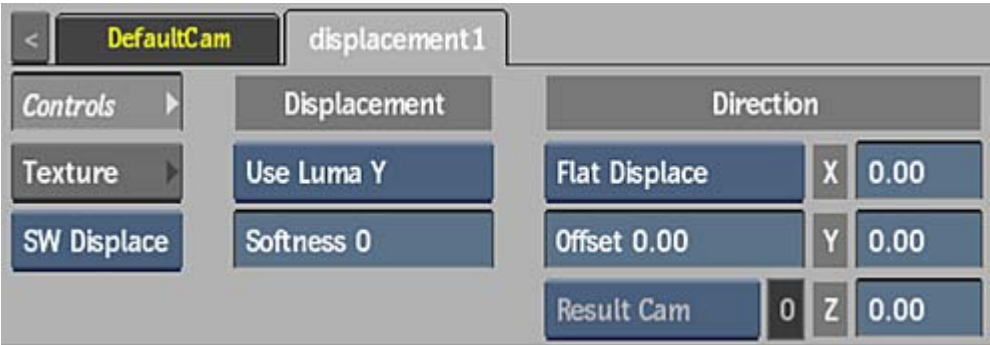 < DefaultCam displacement1
Controls Displacement Direction
Texture Use Luma Y Flat Displace X 0.00
SW Displace Softness 0 Offset 0.00 Y 0.00
Result Cam 0 Z 0.00